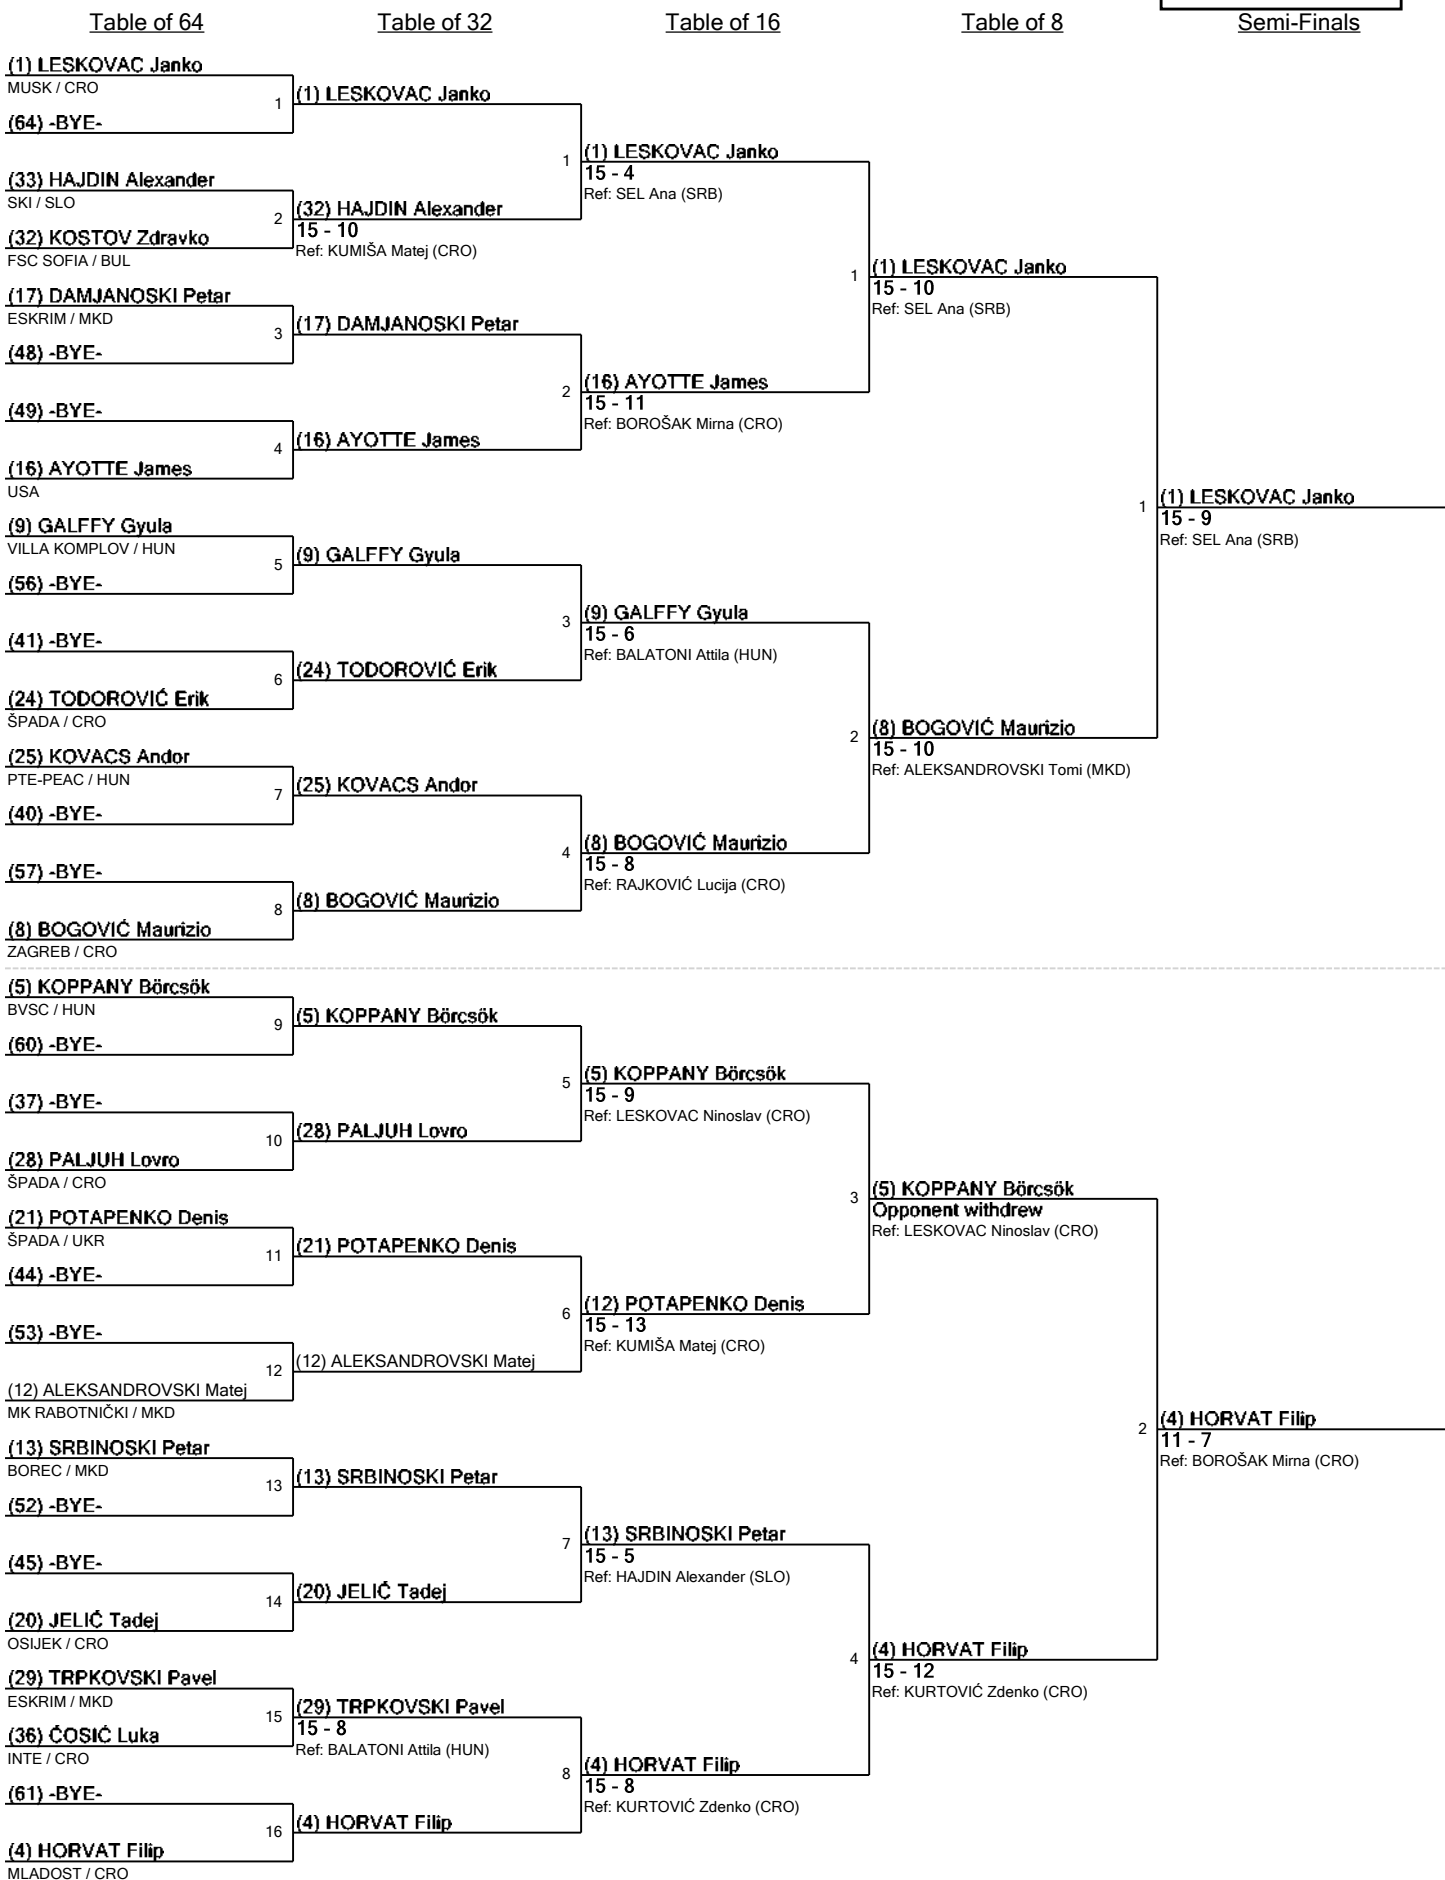 Table of 64
Table of 32
Table of 16
Table of 8
Semi-Finals
(1) LESKOVAC Janko
MUSK / CRO
1
(64) -BYE-
(33) HAJDIN Alexander
SKI / SLO
2
(32) KOSTOV Zdravko
FSC SOFIA / BUL
(17) DAMJANOSKI Petar
ESKRIM / MKD
3
(48) -BYE-
(49) -BYE-
4
(16) AYOTTE James
USA
(9) GALFFY Gyula
VILLA KOMPLOV / HUN
5
(56) -BYE-
(41) -BYE-
6
(24) TODOROVIĆ Erik
ŠPADA / CRO
(25) KOVACS Andor
PTE-PEAC / HUN
7
(40) -BYE-
(57) -BYE-
8
(8) BOGOVIĆ Maurizio
ZAGREB / CRO
(5) KOPPANY Börcsök
BVSC / HUN
9
(60) -BYE-
(37) -BYE-
10
(28) PALJUH Lovro
ŠPADA / CRO
(21) POTAPENKO Denis
ŠPADA / UKR
11
(44) -BYE-
(53) -BYE-
12
(12) ALEKSANDROVSKI Matej
MK RABOTNIČKI / MKD
(13) SRBINOSKI Petar
BOREC / MKD
13
(52) -BYE-
(45) -BYE-
14
(20) JELIĆ Tadej
OSIJEK / CRO
(29) TRPKOVSKI Pavel
ESKRIM / MKD
15
(36) ĆOSIĆ Luka
INTE / CRO
(61) -BYE-
16
(4) HORVAT Filip
MLADOST / CRO
(1) LESKOVAC Janko
1
(32) HAJDIN Alexander
15 - 10
Ref: KUMIŠA Matej (CRO)
(17) DAMJANOSKI Petar
2
(16) AYOTTE James
(9) GALFFY Gyula
3
(24) TODOROVIĆ Erik
(25) KOVACS Andor
4
(8) BOGOVIĆ Maurizio
(5) KOPPANY Börcsök
5
(28) PALJUH Lovro
(21) POTAPENKO Denis
6
(12) ALEKSANDROVSKI Matej
(13) SRBINOSKI Petar
7
(20) JELIĆ Tadej
(29) TRPKOVSKI Pavel
15 - 8
Ref: BALATONI Attila (HUN)
8
(4) HORVAT Filip
(1) LESKOVAC Janko
15 - 4
Ref: SEL Ana (SRB)
1
(16) AYOTTE James
15 - 11
Ref: BOROŠAK Mirna (CRO)
(9) GALFFY Gyula
15 - 6
Ref: BALATONI Attila (HUN)
2
(8) BOGOVIĆ Maurizio
15 - 8
Ref: RAJKOVIĆ Lucija (CRO)
(5) KOPPANY Börcsök
15 - 9
Ref: LESKOVAC Ninoslav (CRO)
3
(12) POTAPENKO Denis
15 - 13
Ref: KUMIŠA Matej (CRO)
(13) SRBINOSKI Petar
15 - 5
Ref: HAJDIN Alexander (SLO)
4
(4) HORVAT Filip
15 - 8
Ref: KURTOVIĆ Zdenko (CRO)
(1) LESKOVAC Janko
15 - 10
Ref: SEL Ana (SRB)
1
(8) BOGOVIĆ Maurizio
15 - 10
Ref: ALEKSANDROVSKI Tomi (MKD)
(5) KOPPANY Börcsök
Opponent withdrew
Ref: LESKOVAC Ninoslav (CRO)
2
(4) HORVAT Filip
15 - 12
Ref: KURTOVIĆ Zdenko (CRO)
(1) LESKOVAC Janko
15 - 9
Ref: SEL Ana (SRB)
(4) HORVAT Filip
11 - 7
Ref: BOROŠAK Mirna (CRO)